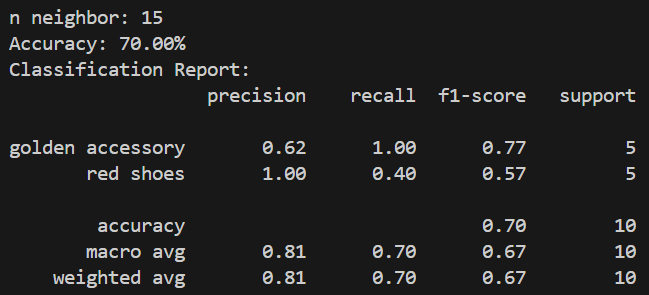 n neighbor: 15
Accuracy: 70.00%
Classification Report:
precision recall f1-score support
golden accessory 0.62 1.00 0.77 5
red shoes 1.00 0.40 0.57 5
accuracy 0.70 10
macro avg 0.81 0.70 0.67 10
weighted avg 0.81 0.70 0.67 10